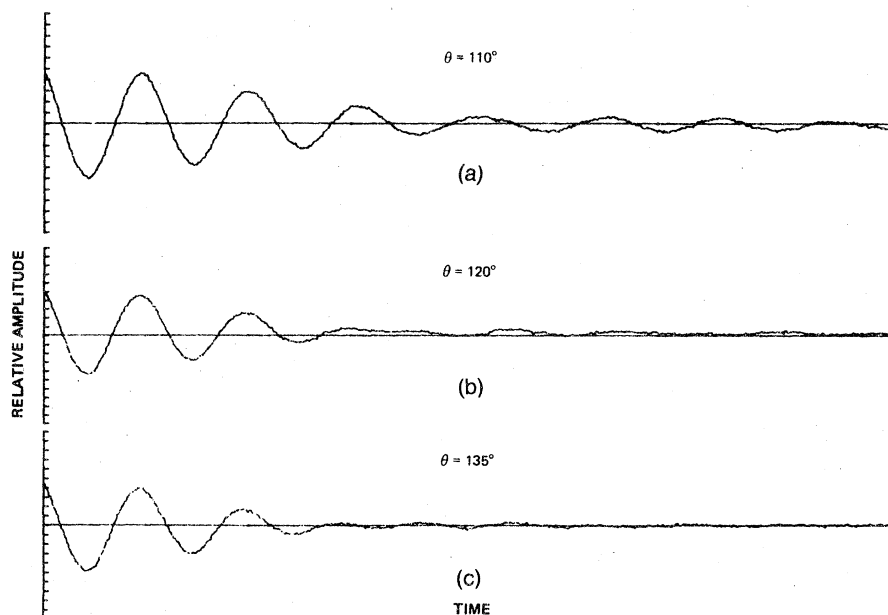 θ = 110°
(a)
RELATIVE AMPLITUDE
θ = 120°
(b)
θ = 135°
(c)
TIME